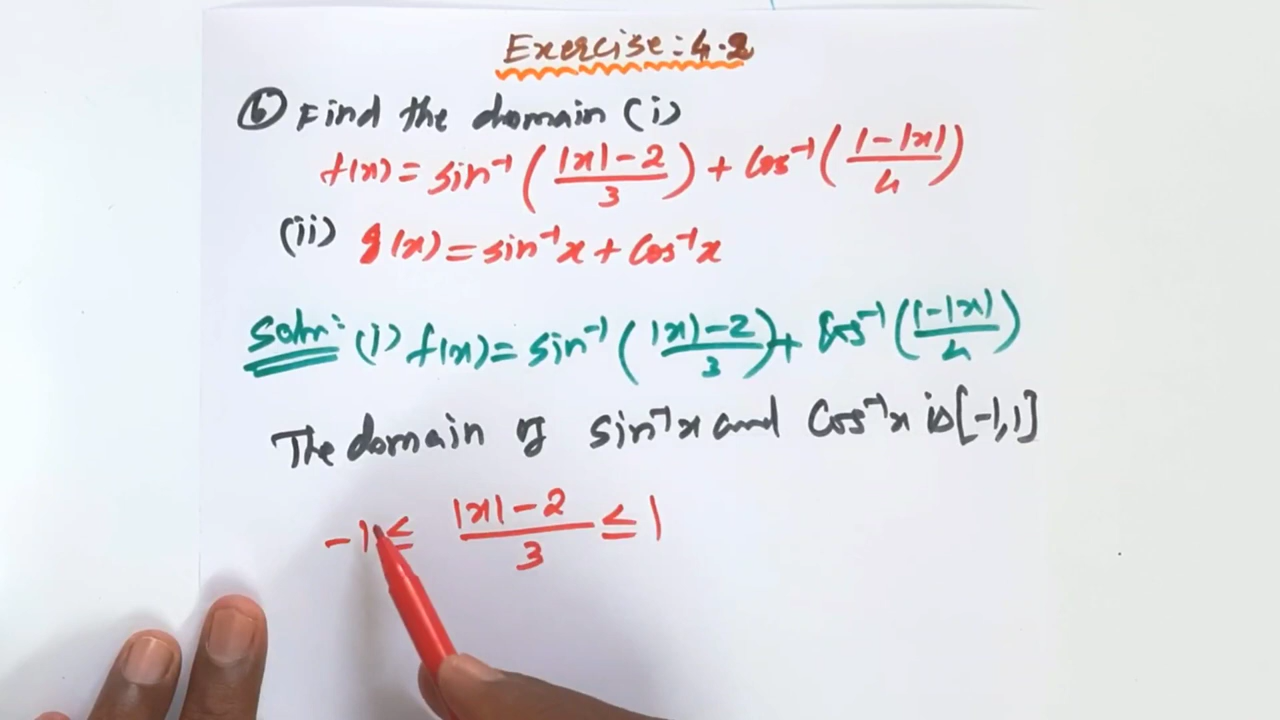 Exercise: 4.2
⑥ Find the domain (i)
f(x) = sin⁻¹(|x|-2/3) + cos⁻¹(1-|x|/4)
(ii) g(x) = sin⁻¹x + cos⁻¹x
Soln: (i) f(x) = sin⁻¹(|x|-2/3) + cos⁻¹(1-|x|/4)
The domain of sin⁻¹x and cos⁻¹x is [-1,1]
-1 ≤ |x|-2/3 ≤ 1